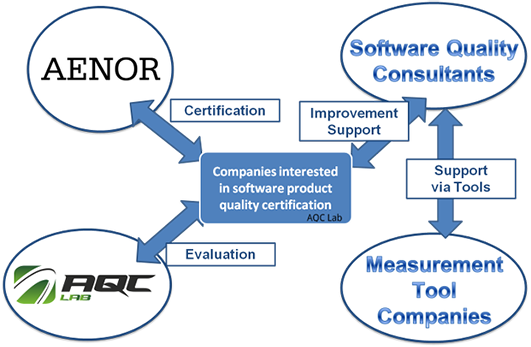 AENOR
Software Quality
Consultants
Certification
Improvement
Support
Companies interested
in software product
quality certification
AQC Lab
Support
via Tools
Evaluation
AQC
LAB
Measurement
Tool
Companies